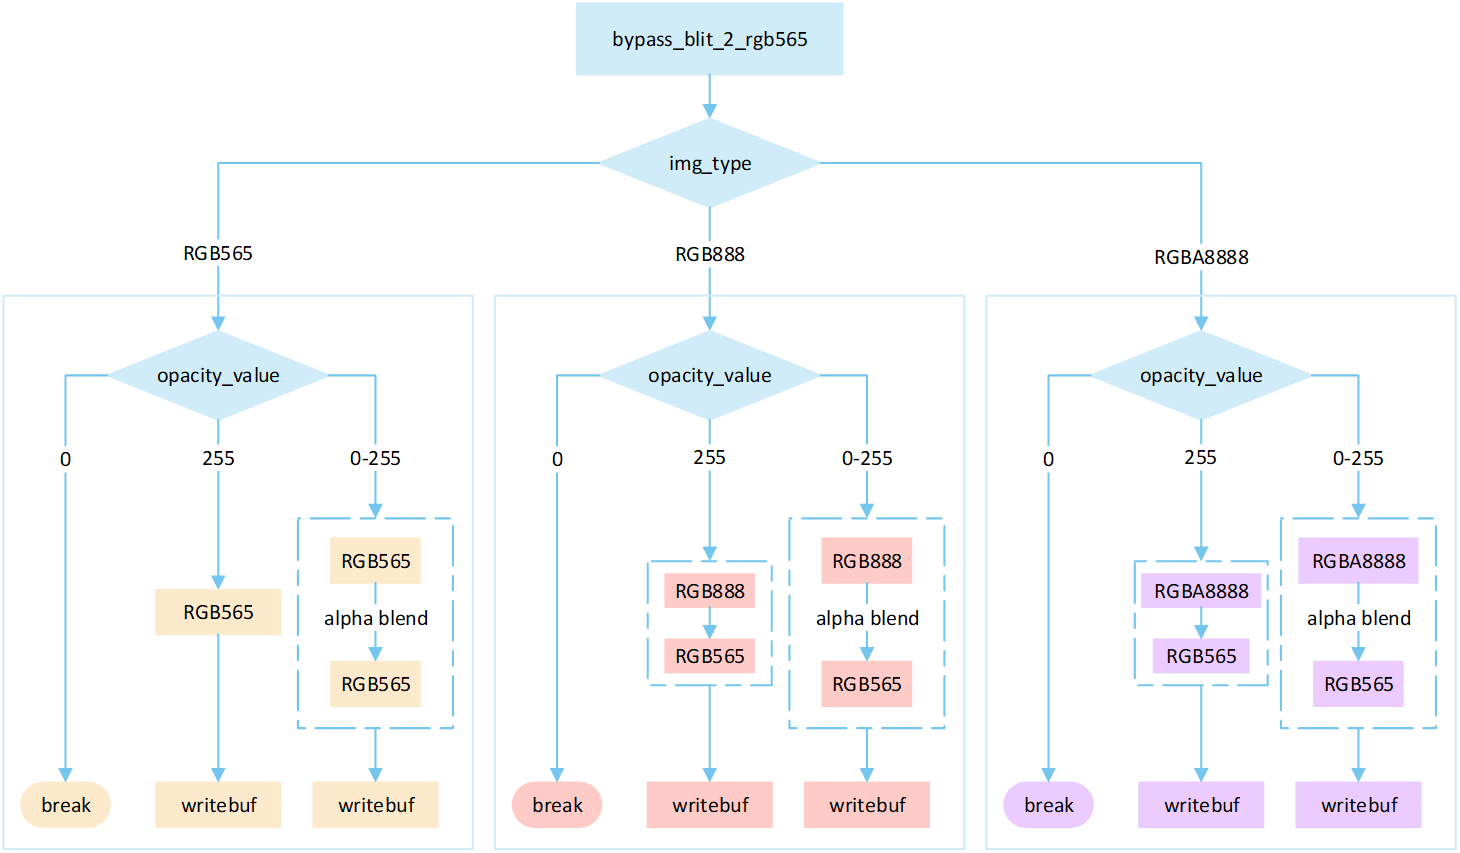 bypass_blit_2_rgb565
img_type
RGB565
RGB888
RGBA8888
opacity_value
0
255
0-255
RGB565
RGB565
alpha blend
RGB565
break
writebuf
writebuf
opacity_value
0
255
0-255
RGB888
RGB565
RGB888
alpha blend
RGB565
break
writebuf
writebuf
opacity_value
0
255
0-255
RGBA8888
RGB565
RGBA8888
alpha blend
RGB565
break
writebuf
writebuf